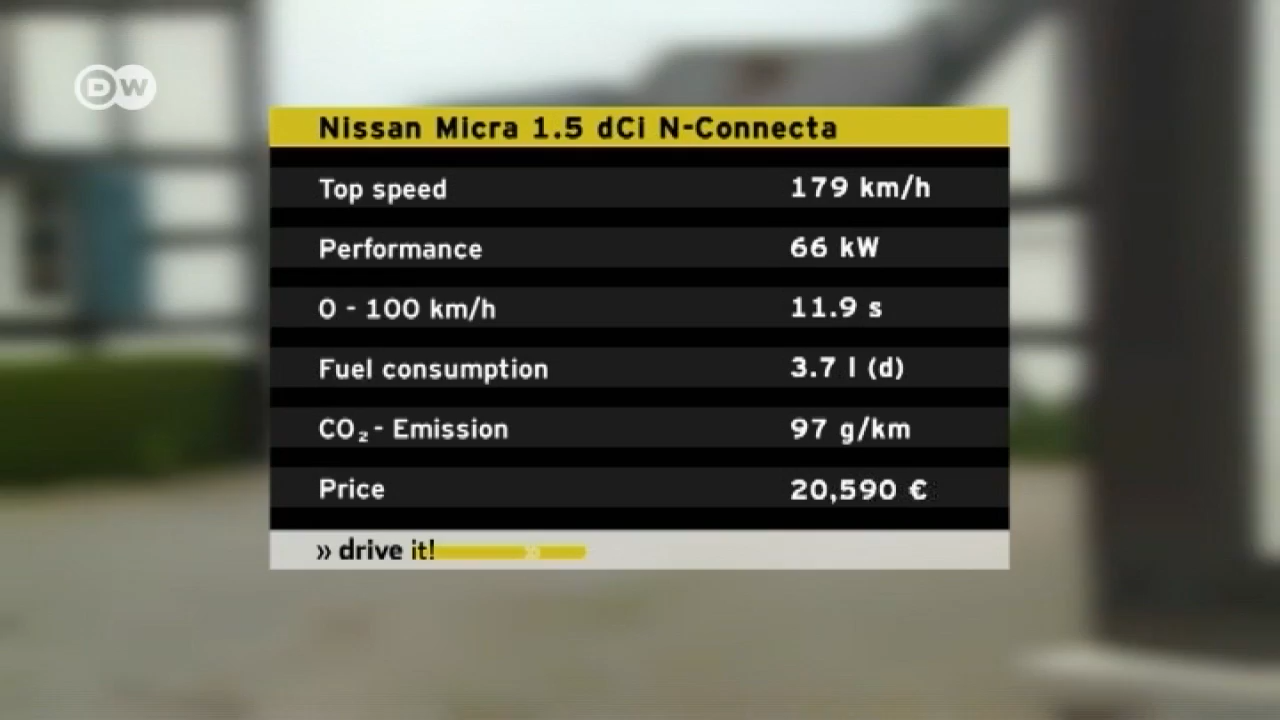 DW
Nissan Micra 1.5 dCi N-Connecta
Top speed 179 km/h
Performance 66 kW
0 - 100 km/h 11.9 s
Fuel consumption 3.7 l (d)
CO₂ - Emission 97 g/km
Price 20,590 €
» drive it!